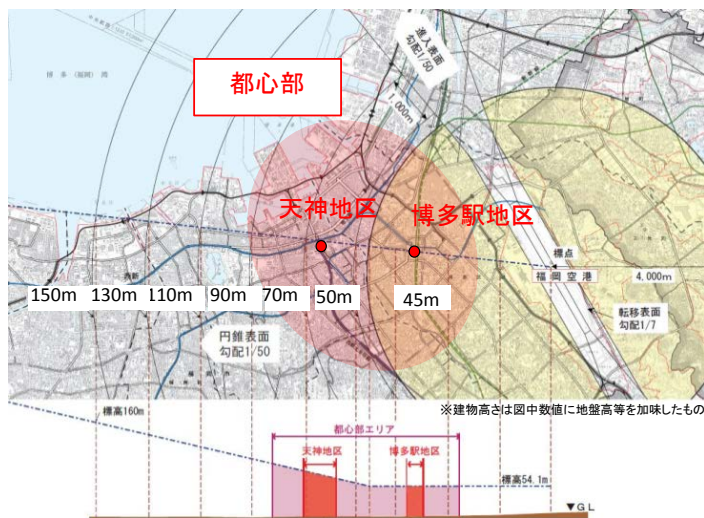 博多(福岡)湾
進入表面
勾配1/50
1,000m
都心部
天神地区
博多駅地区
標点
福岡空港
4,000m
西新
150m
130m
110m
90m
70m
50m
45m
転移表面
勾配1/7
円錐表面
勾配1/50
※建物高さは図中数値に地盤高等を加味したもの
標高160m
都心部エリア
天神地区
博多駅地区
標高54.1m
▼GL